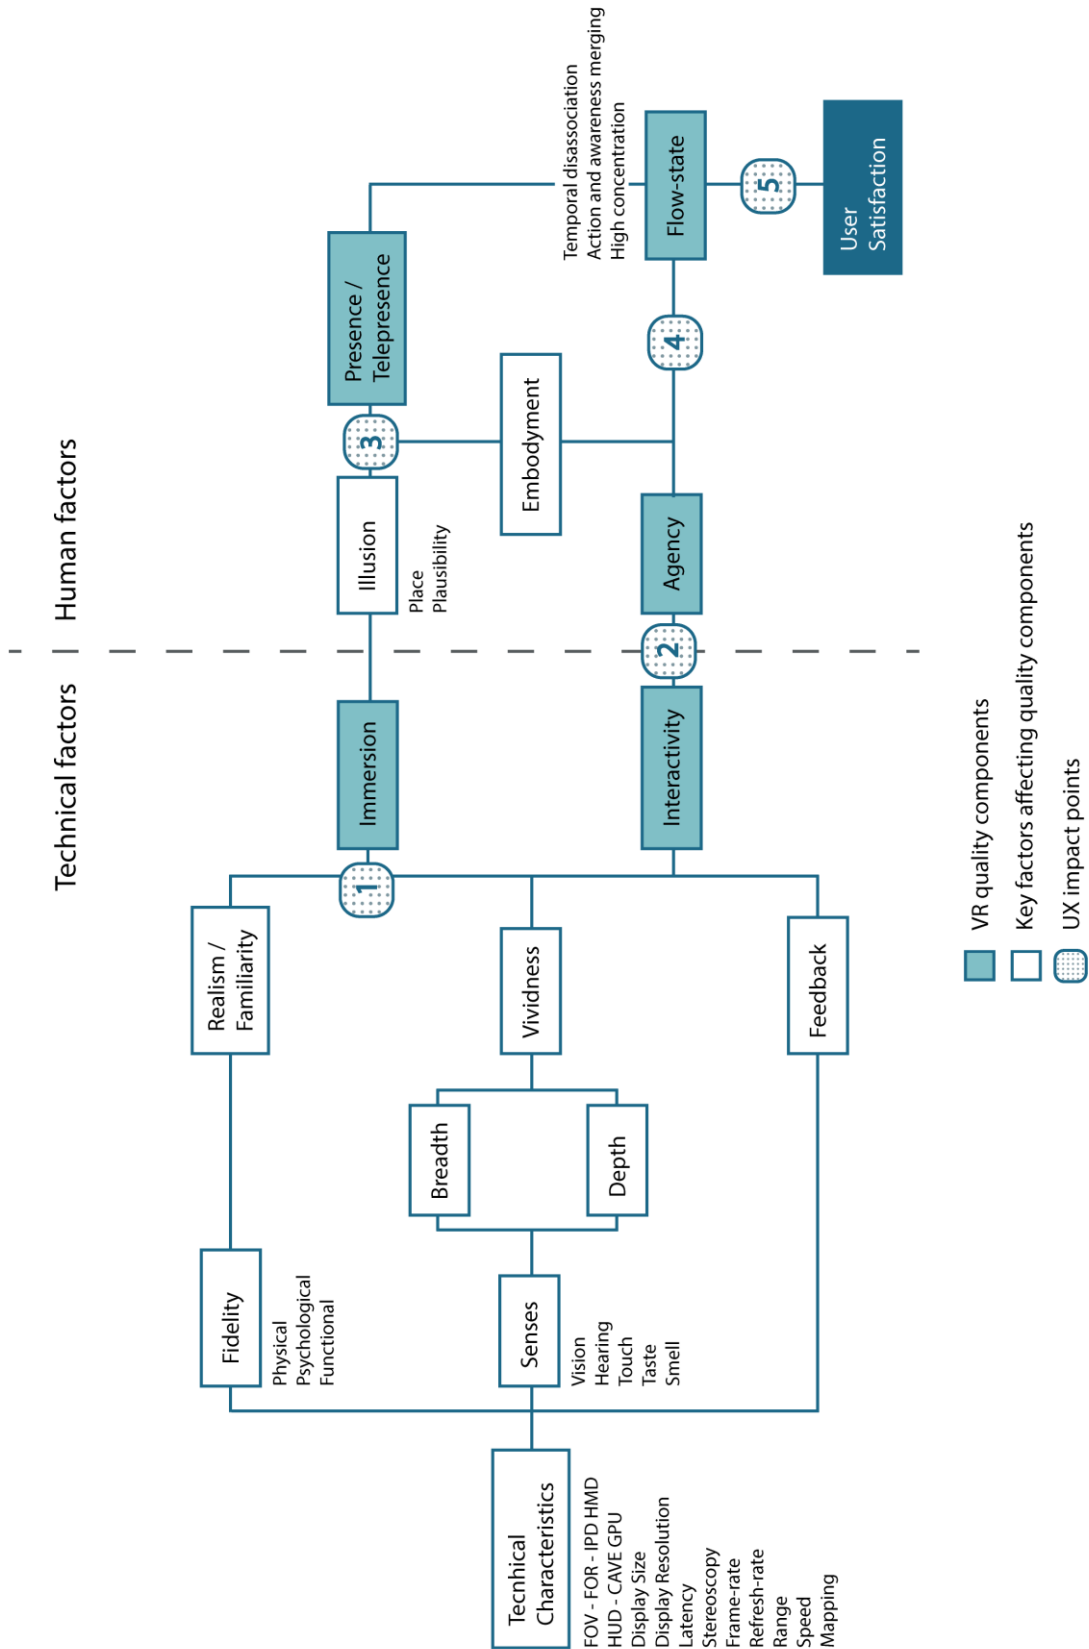 Technical factors
Human factors
Tecnhical
Characteristics
FOV - FOR - IPD HMD
HUD - CAVE GPU
Display Size
Display Resolution
Latency
Stereoscopy
Frame-rate
Refresh-rate
Range
Speed
Mapping
Fidelity
Physical
Psychological
Functional
Senses
Vision
Hearing
Touch
Taste
Smell
Breadth
Depth
Realism /
Familiarity
Vividness
Feedback
1
Immersion
Interactivity
2
Illusion
Place
Plausibility
Agency
3
Embodyment
Presence /
Telepresence
4
Temporal disassociation
Action and awareness merging
High concentration
Flow-state
5
User
Satisfaction
VR quality components
Key factors affecting quality components
UX impact points